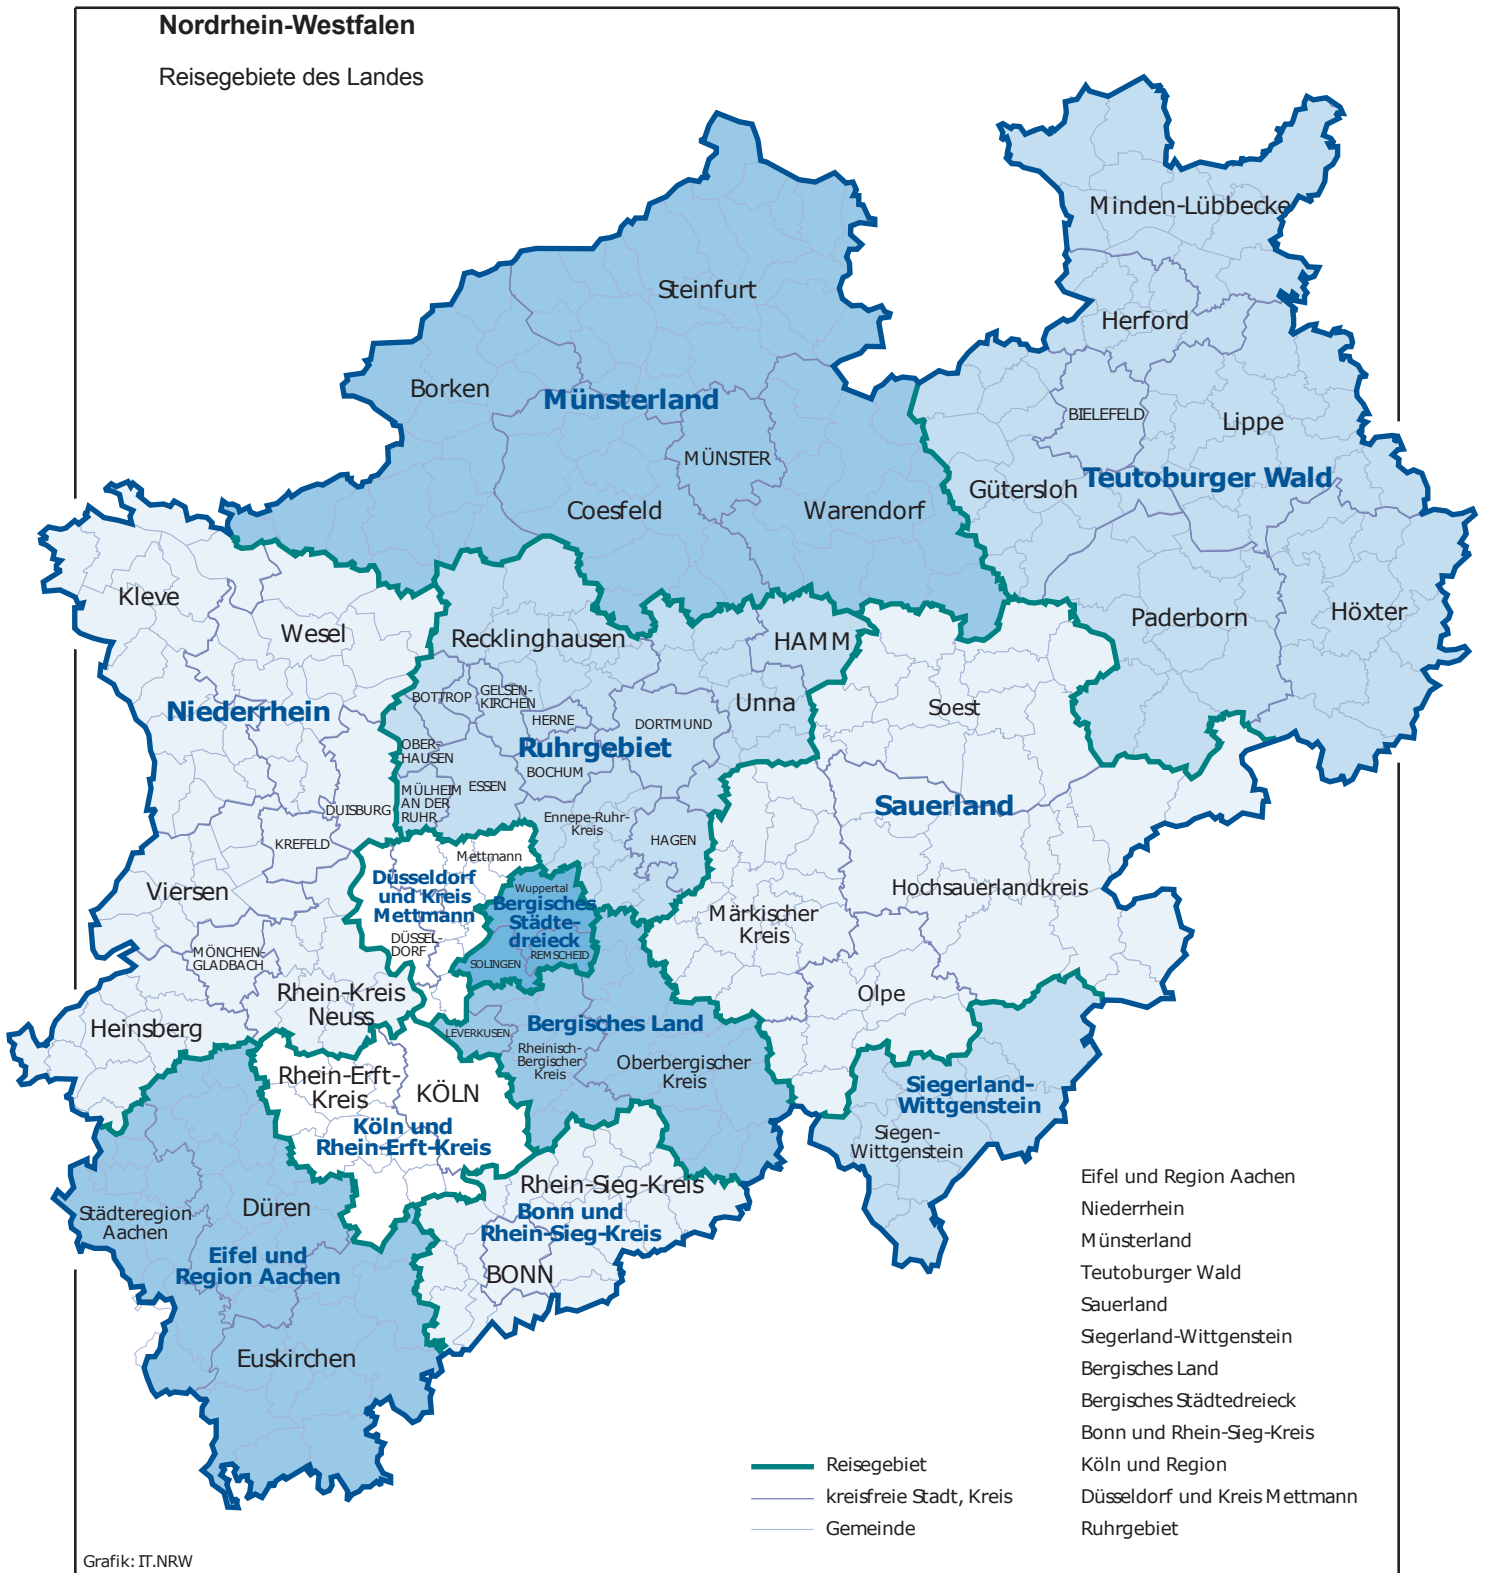 Nordrhein-Westfalen
Reisegebiete des Landes
Minden-Lübbecke
Steinfurt
Herford
Borken
Münsterland
BIELEFELD
Lippe
MÜNSTER
Teutoburger Wald
Gütersloh
Coesfeld
Warendorf
Kleve
Wesel
Recklinghausen
HAMM
Paderborn
Höxter
BOTTROP
GELSEN-
KIRCHEN
Unna
Soest
Niederrhein
HERNE
DORTMUND
Ruhrgebiet
OBER-
HAUSEN
BOCHUM
MÜLHEIM
AN DER
RUHR
ESSEN
DUISBURG
Sauerland
Ennepe-Ruhr-
Kreis
HAGEN
KREFELD
Mettmann
Düsseldorf
und Kreis
Mettmann
Viersen
Wuppertal
Bergisches
Städte-
dreieck
Hochsauerlandkreis
Märkischer
Kreis
DÜSSEL-
DORF
MÖNCHEN-
GLADBACH
SOLINGEN
REMSCHEID
Rhein-Kreis
Neuss
Olpe
Heinsberg
LEVERKUSEN
Bergisches Land
Rheinisch-
Bergischer
Kreis
Oberbergischer
Kreis
Rhein-Erft-
Kreis
KÖLN
Siegerland-
Wittgenstein
Köln und
Rhein-Erft-Kreis
Siegen-
Wittgenstein
Rhein-Sieg-Kreis
Städteregion
Aachen
Düren
Bonn und
Rhein-Sieg-Kreis
Eifel und
Region Aachen
BONN
Euskirchen
Eifel und Region Aachen
Niederrhein
Münsterland
Teutoburger Wald
Sauerland
Siegerland-Wittgenstein
Bergisches Land
Bergisches Städtedreieck
Bonn und Rhein-Sieg-Kreis
Köln und Region
Düsseldorf und Kreis Mettmann
Ruhrgebiet
Reisegebiet
kreisfreie Stadt, Kreis
Gemeinde
Grafik: IT.NRW